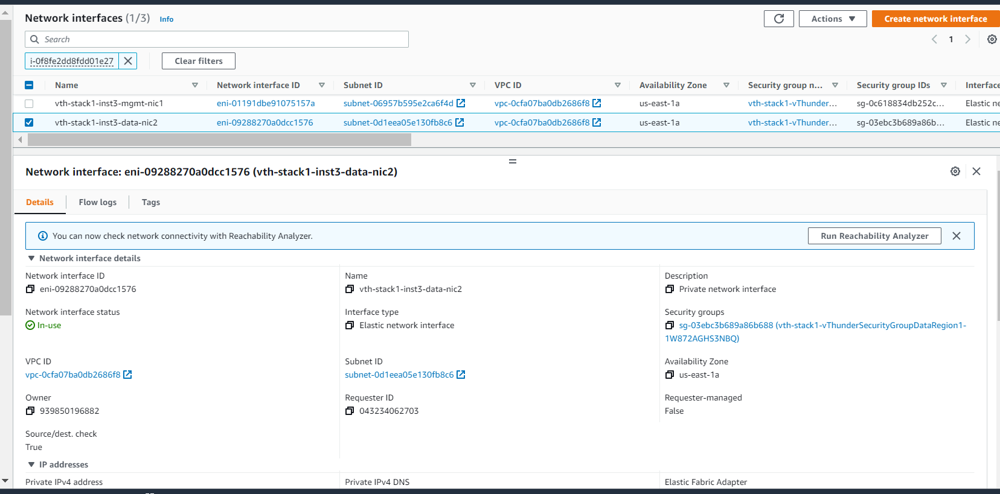 Network interfaces (1/3) Info
Actions
Create network interface
Search
1
i-0f8fe2dd8fdd01e27
Clear filters
Name Network interface ID Subnet ID VPC ID Availability Zone Security group n... Security group IDs Interface
vth-stack1-inst3-mgmt-nic1 eni-01191dbe91075157a subnet-06957b595e2ca6f4d vpc-0cfa07ba0db2686f8 us-east-1a vth-stack1-vThunder... sg-0c618834db252c... Elastic ne
vth-stack1-inst3-data-nic2 eni-09288270a0dcc1576 subnet-0d1eea05e130fb8c6 vpc-0cfa07ba0db2686f8 us-east-1a vth-stack1-vThunder... sg-03ebc3b689a86b... Elastic ne
Network interface: eni-09288270a0dcc1576 (vth-stack1-inst3-data-nic2)
Details Flow logs Tags
You can now check network connectivity with Reachability Analyzer.
Run Reachability Analyzer
Network interface details
Network interface ID
eni-09288270a0dcc1576
Name
vth-stack1-inst3-data-nic2
Description
Private network interface
Network interface status
In-use
Interface type
Elastic network interface
Security groups
sg-03ebc3b689a86b688 (vth-stack1-vThunderSecurityGroupDataRegion1-
1W872AGHS3NBQ)
VPC ID
vpc-0cfa07ba0db2686f8
Subnet ID
subnet-0d1eea05e130fb8c6
Availability Zone
us-east-1a
Owner
939850196882
Requester ID
043234062703
Requester-managed
False
Source/dest. check
True
IP addresses
Private IPv4 address
Private IPv4 DNS
Elastic Fabric Adapter